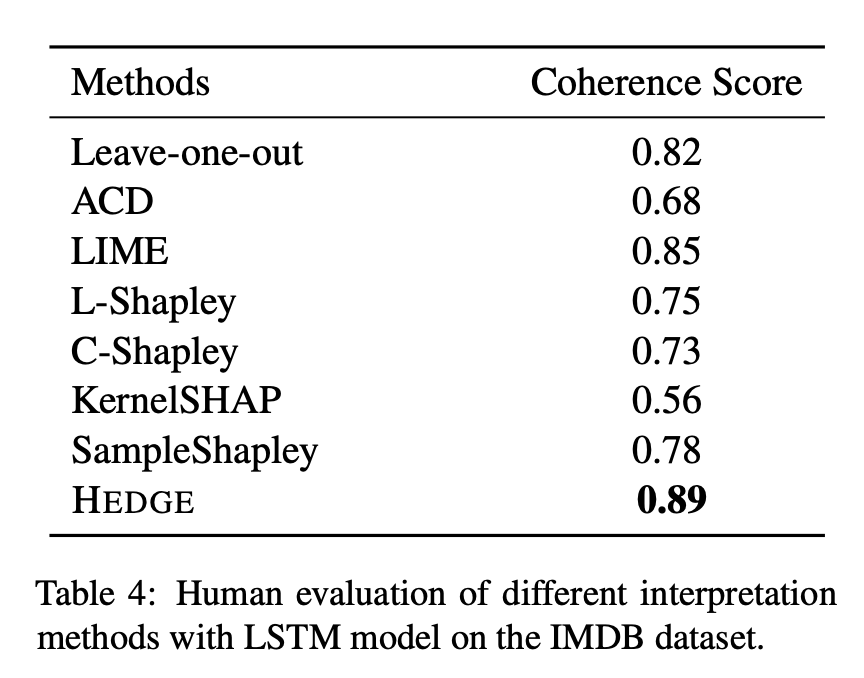 Methods Coherence Score
Leave-one-out 0.82
ACD 0.68
LIME 0.85
L-Shapley 0.75
C-Shapley 0.73
KernelSHAP 0.56
SampleShapley 0.78
HEDGE 0.89
Table 4: Human evaluation of different interpretation
methods with LSTM model on the IMDB dataset.